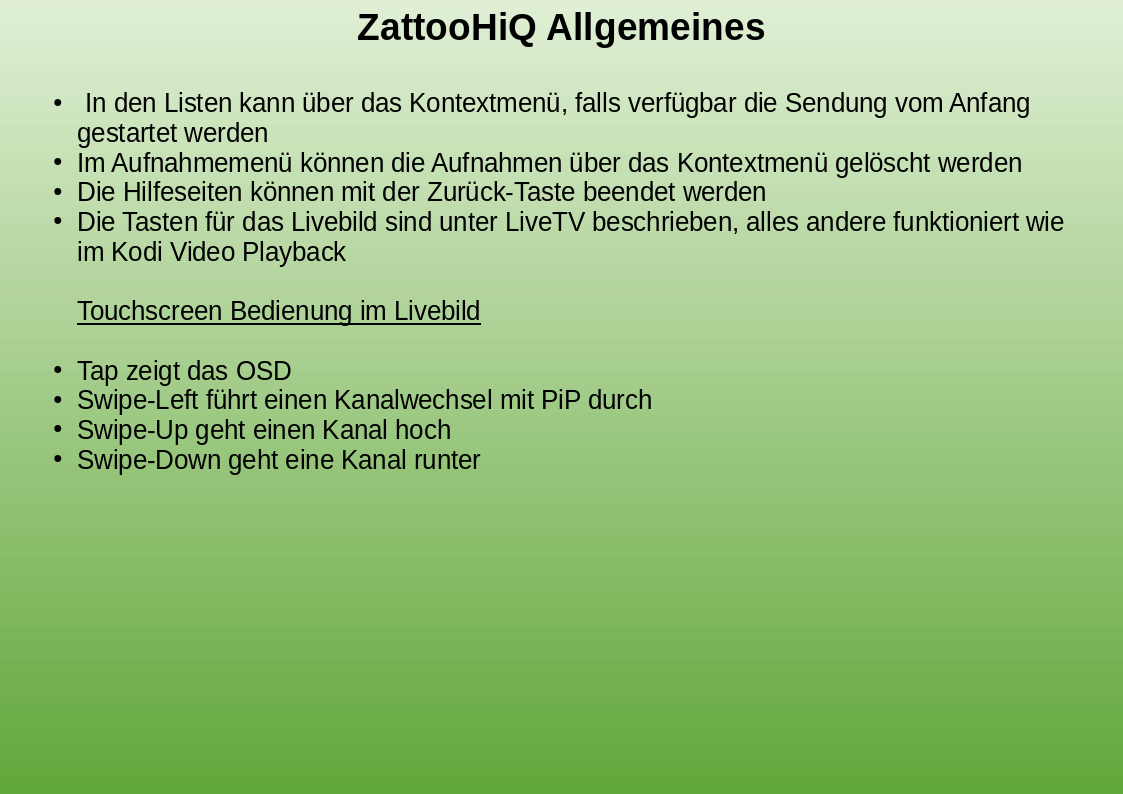 ZattooHiQ Allgemeines
• In den Listen kann über das Kontextmenü, falls verfügbar die Sendung vom Anfang
gestartet werden
• Im Aufnahmemenü können die Aufnahmen über das Kontextmenü gelöscht werden
• Die Hilfeseiten können mit der Zurück-Taste beendet werden
• Die Tasten für das Livebild sind unter LiveTV beschrieben, alles andere funktioniert wie
im Kodi Video Playback
Touchscreen Bedienung im Livebild
• Tap zeigt das OSD
• Swipe-Left führt einen Kanalwechsel mit PiP durch
• Swipe-Up geht einen Kanal hoch
• Swipe-Down geht eine Kanal runter